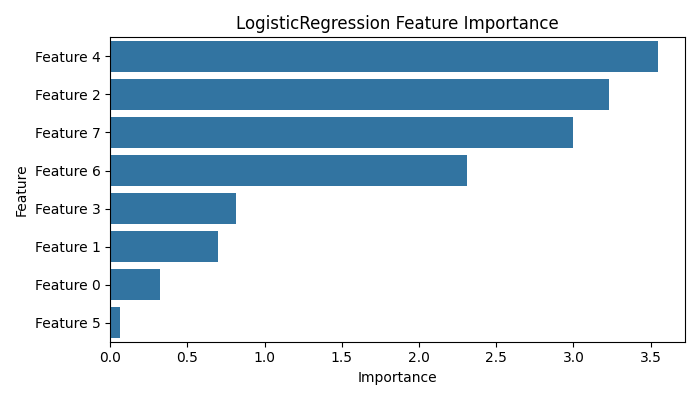 LogisticRegression Feature Importance
Feature 4
Feature 2
Feature 7
Feature 6
Feature 3
Feature 1
Feature 0
Feature 5
Feature
0.0 0.5 1.0 1.5 2.0 2.5 3.0 3.5
Importance